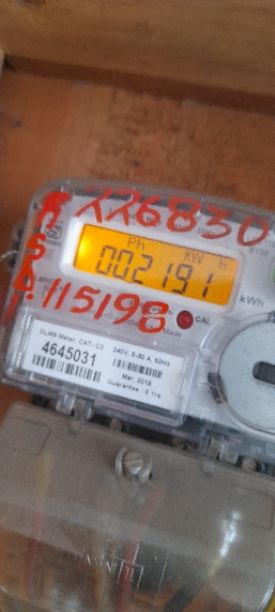 226830
Ph KW h
002191
kWh
115198
CAL
DLMS Meter, CAT- C3
4645031
240V, 5-30 A, 50Hz
Mar, 2019
Guarantee : 5 Yrs